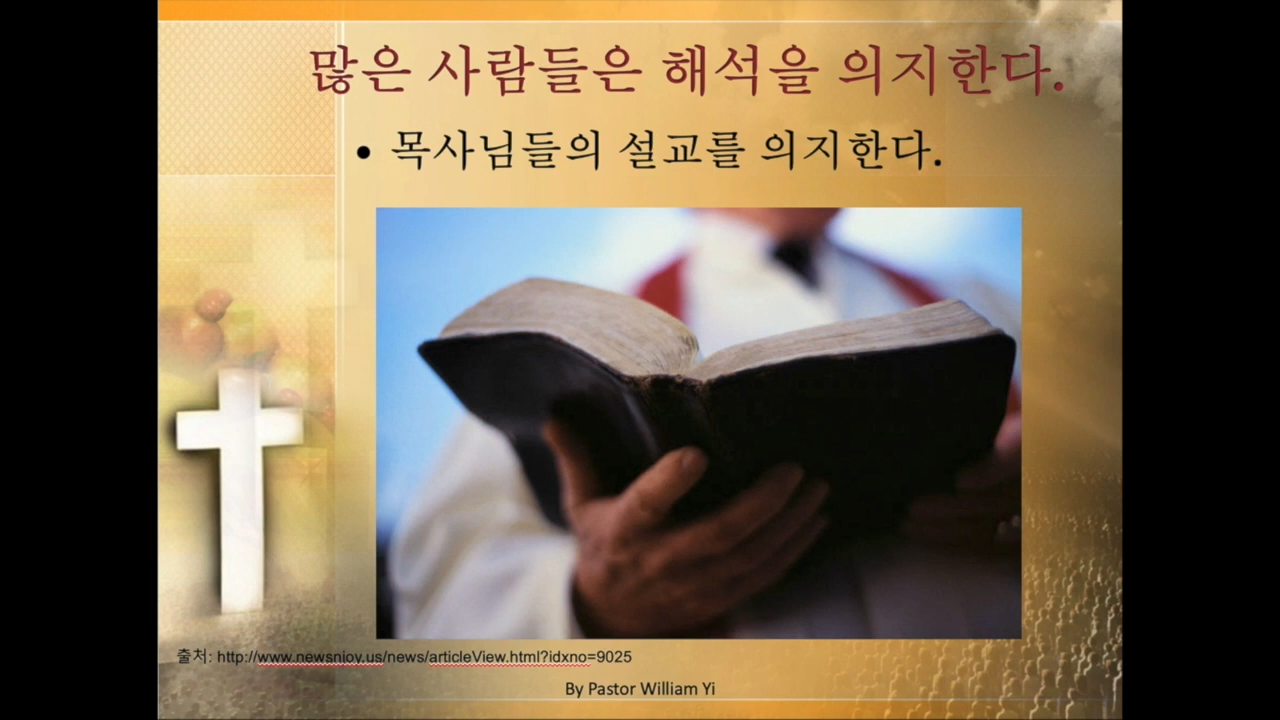 많은 사람들은 해석을 의지한다.
• 목사님들의 설교를 의지한다.
출처: http://www.newsnjoy.us/news/articleView.html?idxno=9025
By Pastor William Yi